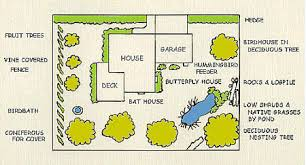 HEDGE
FRUIT TREES
BIRDHOUSE IN
DECIDUOUS TREE
GARAGE
HOUSE
VINE COVERED
FENCE
HUMMINGBIRD
FEEDER
DECK
BUTTERFLY HOUSE
ROCKS & LOGPILE
BAT HOUSE
BIRDBATH
LOW SHRUBS &
NATIVE GRASSES
BY POND
CONIFEROUS
FOR COVER
DECIDUOUS
NESTING TREE